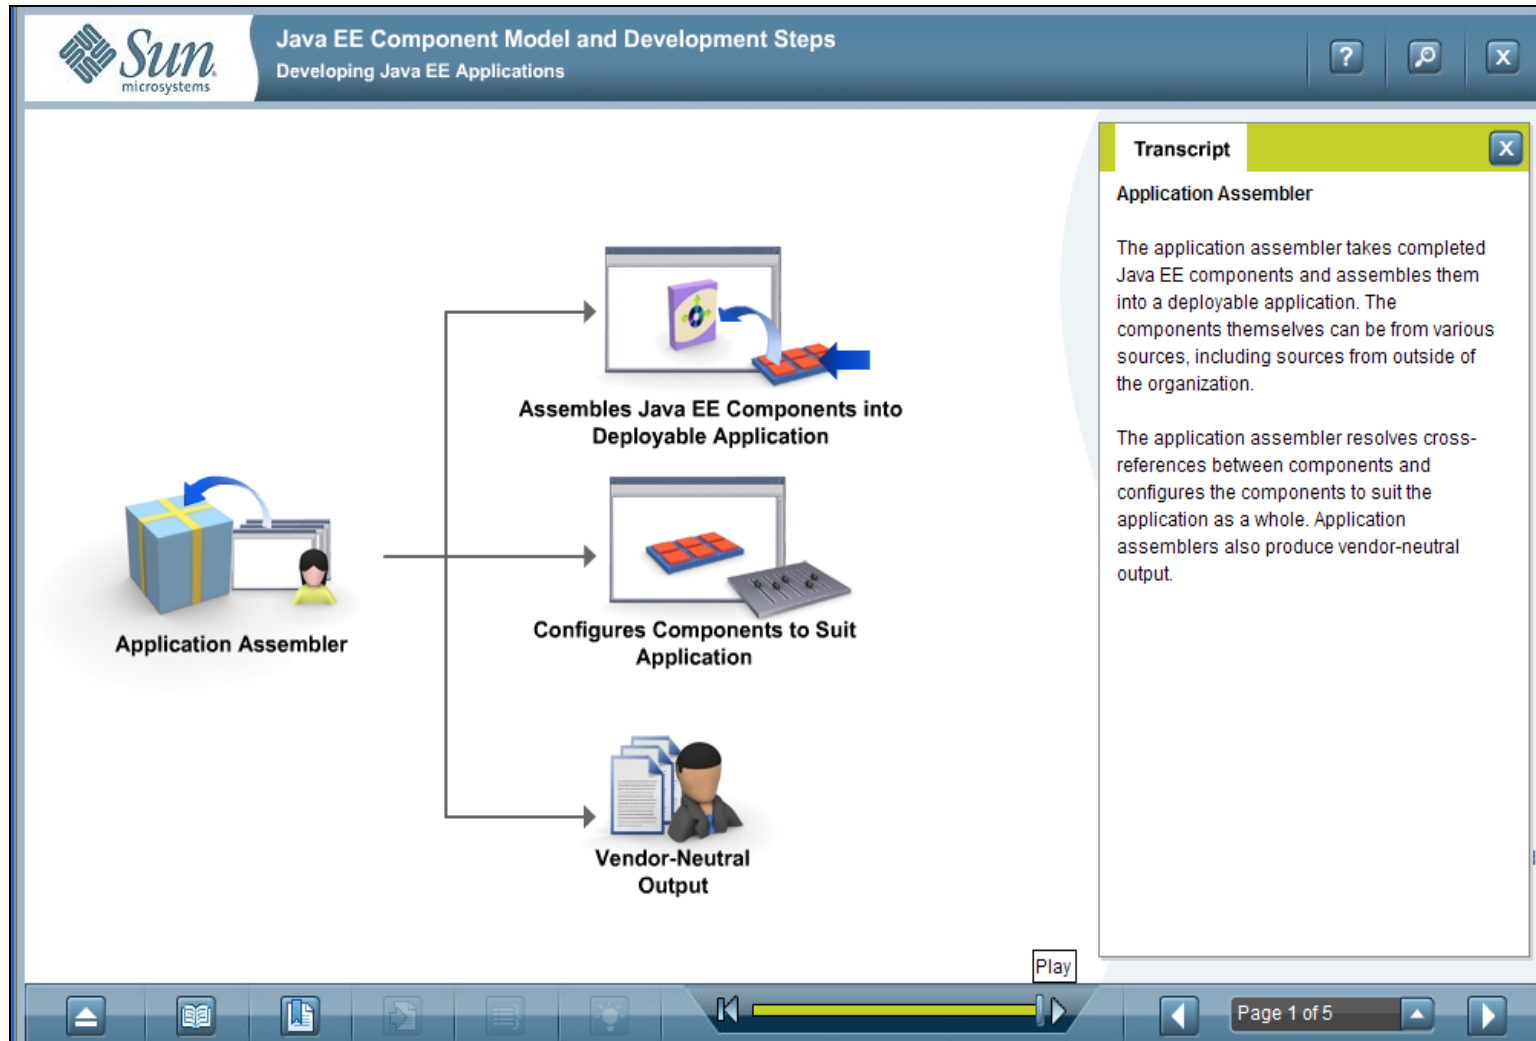 Sun
microsystems
Java EE Component Model and Development Steps
Developing Java EE Applications
?
X
Assembles Java EE Components into
Deployable Application
Application Assembler
Configures Components to Suit
Application
Vendor-Neutral
Output
Transcript
X
Application Assembler
The application assembler takes completed
Java EE components and assembles them
into a deployable application. The
components themselves can be from various
sources, including sources from outside of
the organization.
The application assembler resolves cross-
references between components and
configures the components to suit the
application as a whole. Application
assemblers also produce vendor-neutral
output.
Play
Page 1 of 5